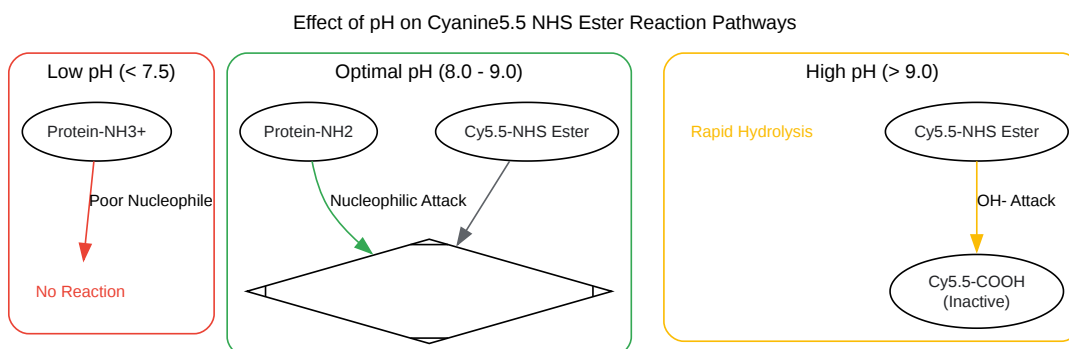 Effect of pH on Cyanine5.5 NHS Ester Reaction Pathways
Low pH (< 7.5)
Protein-NH3+
Poor Nucleophile
No Reaction
Optimal pH (8.0 - 9.0)
Protein-NH2
Cy5.5-NHS Ester
Nucleophilic Attack
High pH (> 9.0)
Rapid Hydrolysis
Cy5.5-NHS Ester
OH- Attack
Cy5.5-COOH
(Inactive)